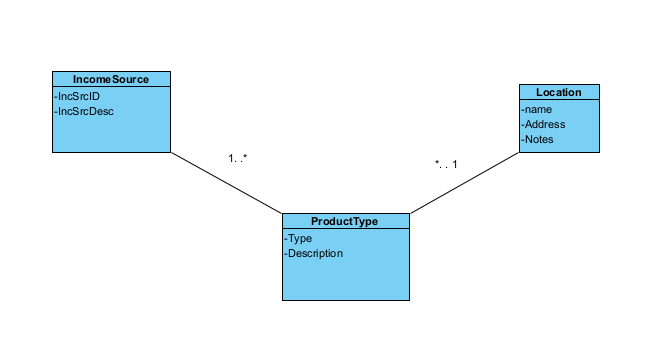 IncomeSource
-IncSrcID
-IncSrcDesc
Location
-name
-Address
-Notes
1. .*
*. . 1
ProductType
-Type
-Description